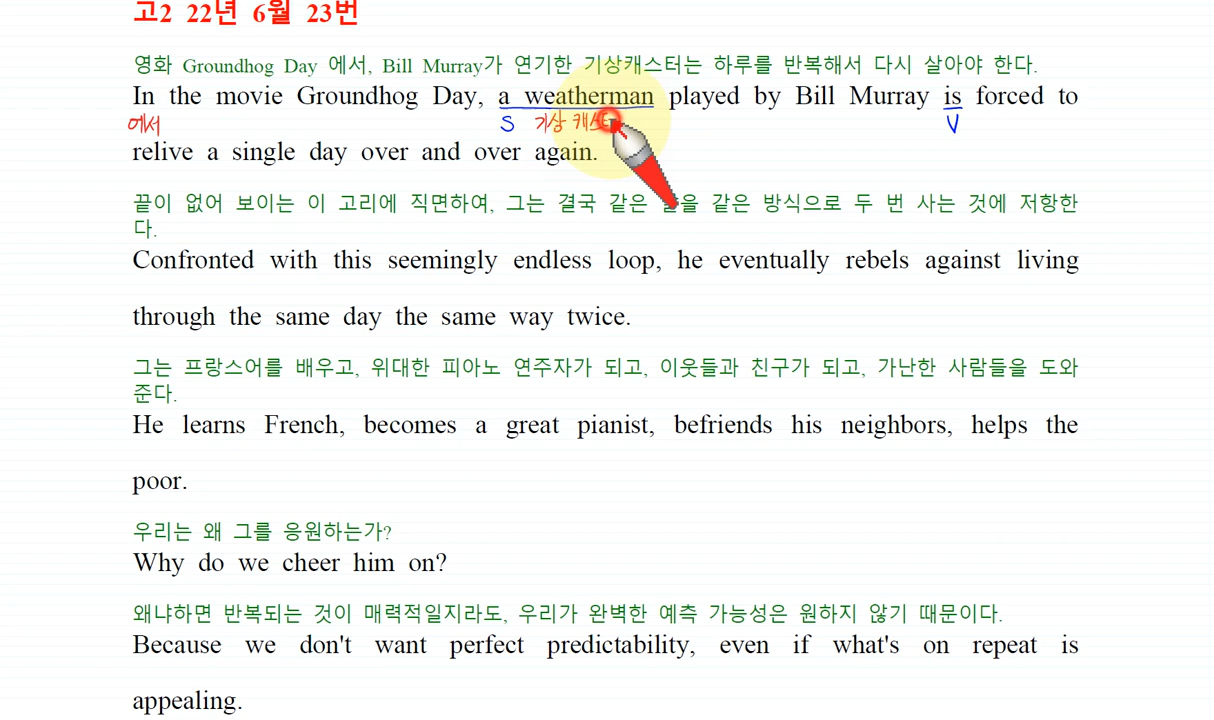 고2 22년 6월 23번
영화 Groundhog Day 에서, Bill Murray가 연기한 기상캐스터는 하루를 반복해서 다시 살아야 한다.
In the movie Groundhog Day, a weatherman played by Bill Murray is forced to
에서 S 기상 캐스 V
relive a single day over and over again.
끝이 없어 보이는 이 고리에 직면하여, 그는 결국 같은 같은 방식으로 두 번 사는 것에 저항한
다.
Confronted with this seemingly endless loop, he eventually rebels against living
through the same day the same way twice.
그는 프랑스어를 배우고, 위대한 피아노 연주자가 되고, 이웃들과 친구가 되고, 가난한 사람들을 도와
준다.
He learns French, becomes a great pianist, befriends his neighbors, helps the
poor.
우리는 왜 그를 응원하는가?
Why do we cheer him on?
왜냐하면 반복되는 것이 매력적일지라도, 우리가 완벽한 예측 가능성은 원하지 않기 때문이다.
Because we don't want perfect predictability, even if what's on repeat is
appealing.